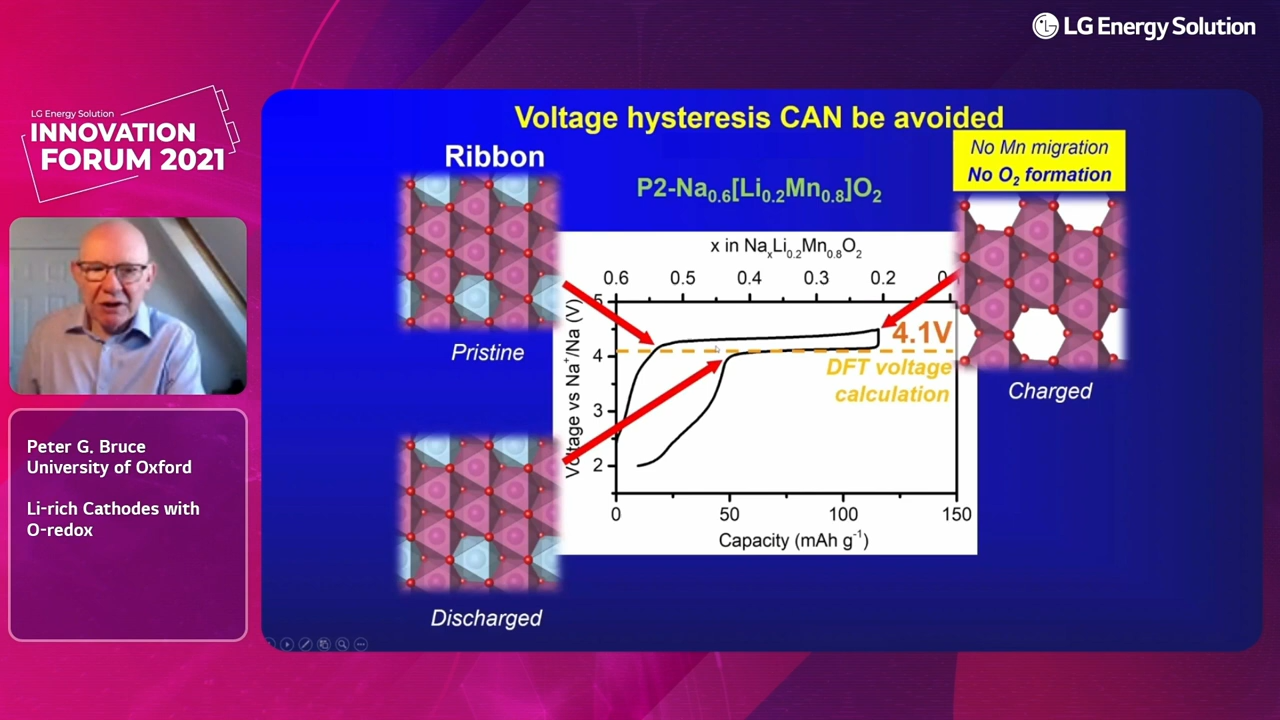 LG Energy Solution
LG Energy Solution
INNOVATION
FORUM 2021
Peter G. Bruce
University of Oxford
Li-rich Cathodes with
O-redox
Voltage hysteresis CAN be avoided
Ribbon
P2-Na0.6[Li0.2Mn0.8]O2
No Mn migration
No O2 formation
Pristine
Discharged
Charged
x in NaxLi0.2Mn0.8O2
0.6 0.5 0.4 0.3 0.2 0
5
4
3
2
Voltage vs Na+/Na (V)
4.1V
DFT voltage
calculation
0 50 100 150
Capacity (mAh g-1)